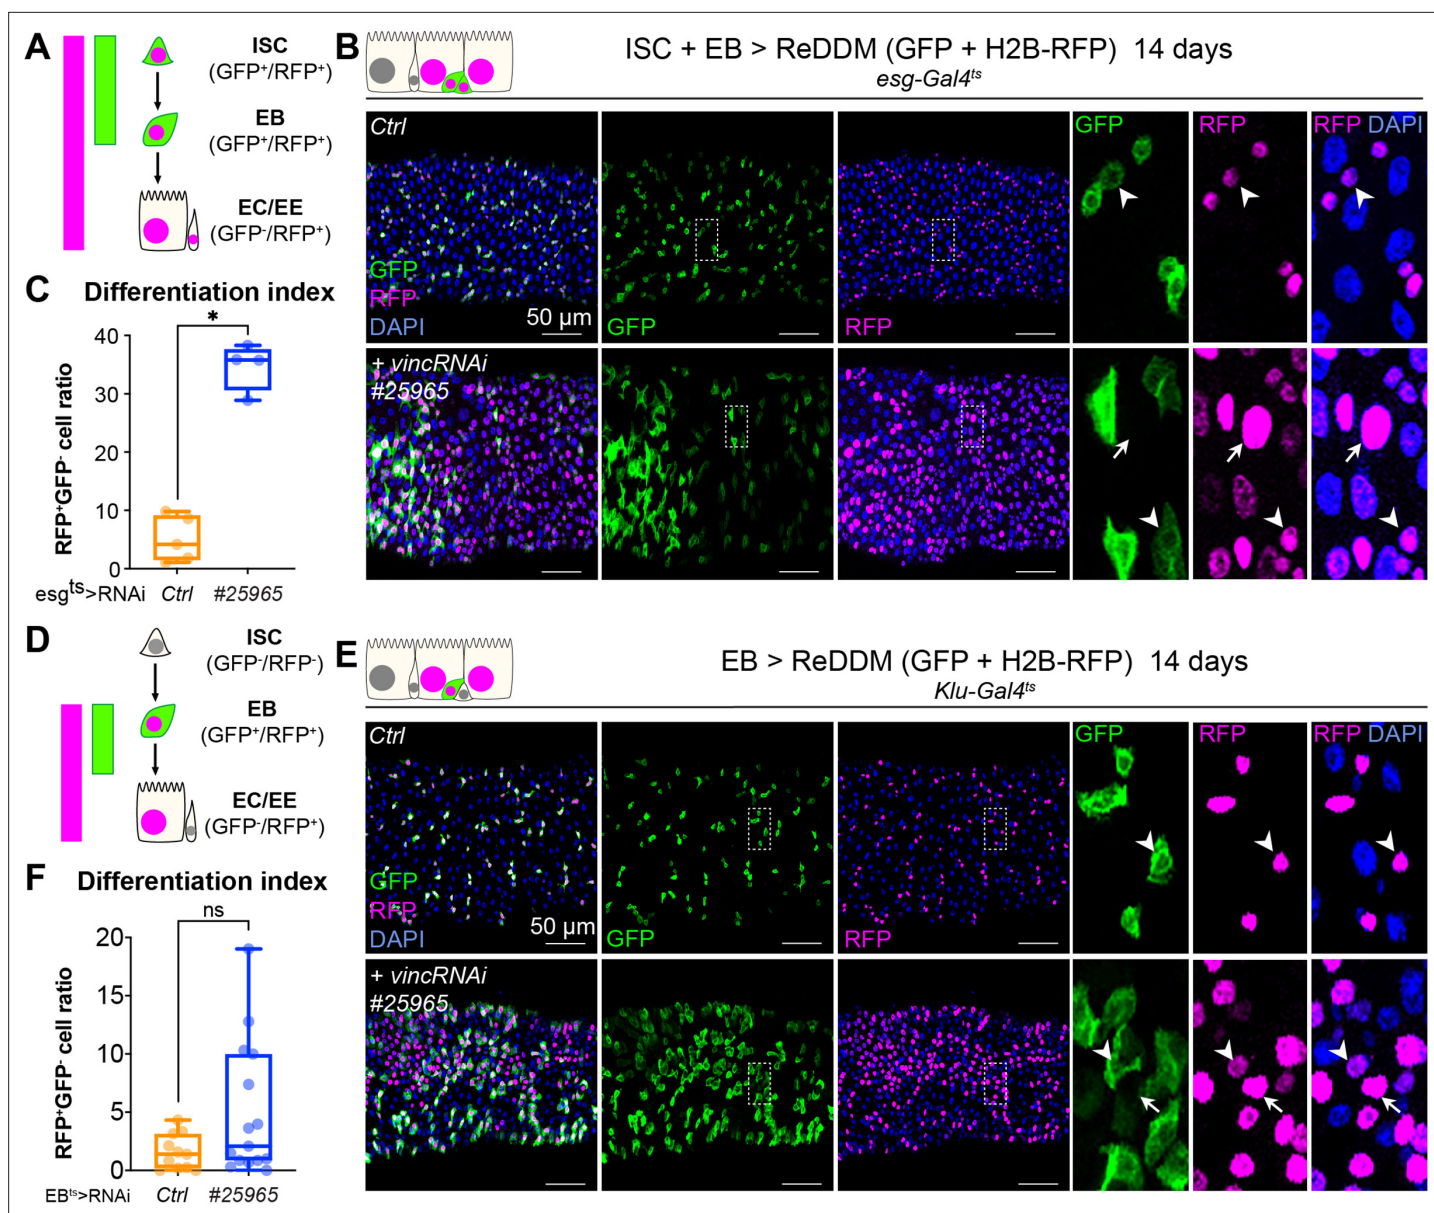 A
ISC
(GFP⁺/RFP⁺)
EB
(GFP⁺/RFP⁺)
EC/EE
(GFP⁻/RFP⁺)
B
ISC + EB > ReDDM (GFP + H2B-RFP) 14 days
esg-Gal4ᵗˢ
Ctrl
GFP
RFP
DAPI
50 µm
GFP
RFP
GFP
RFP
RFP DAPI
+ vincRNAi
#25965
C
Differentiation index
*
RFP⁺GFP⁻ cell ratio
40
30
20
10
0
esgᵗˢ>RNAi Ctrl #25965
D
ISC
(GFP⁻/RFP⁻)
EB
(GFP⁺/RFP⁺)
EC/EE
(GFP⁻/RFP⁺)
E
EB > ReDDM (GFP + H2B-RFP) 14 days
Klu-Gal4ᵗˢ
Ctrl
GFP
RFP
DAPI
50 µm
GFP
RFP
GFP
RFP
RFP DAPI
+ vincRNAi
#25965
F
Differentiation index
ns
RFP⁺GFP⁻ cell ratio
20
15
10
5
0
EBᵗˢ>RNAi Ctrl #25965